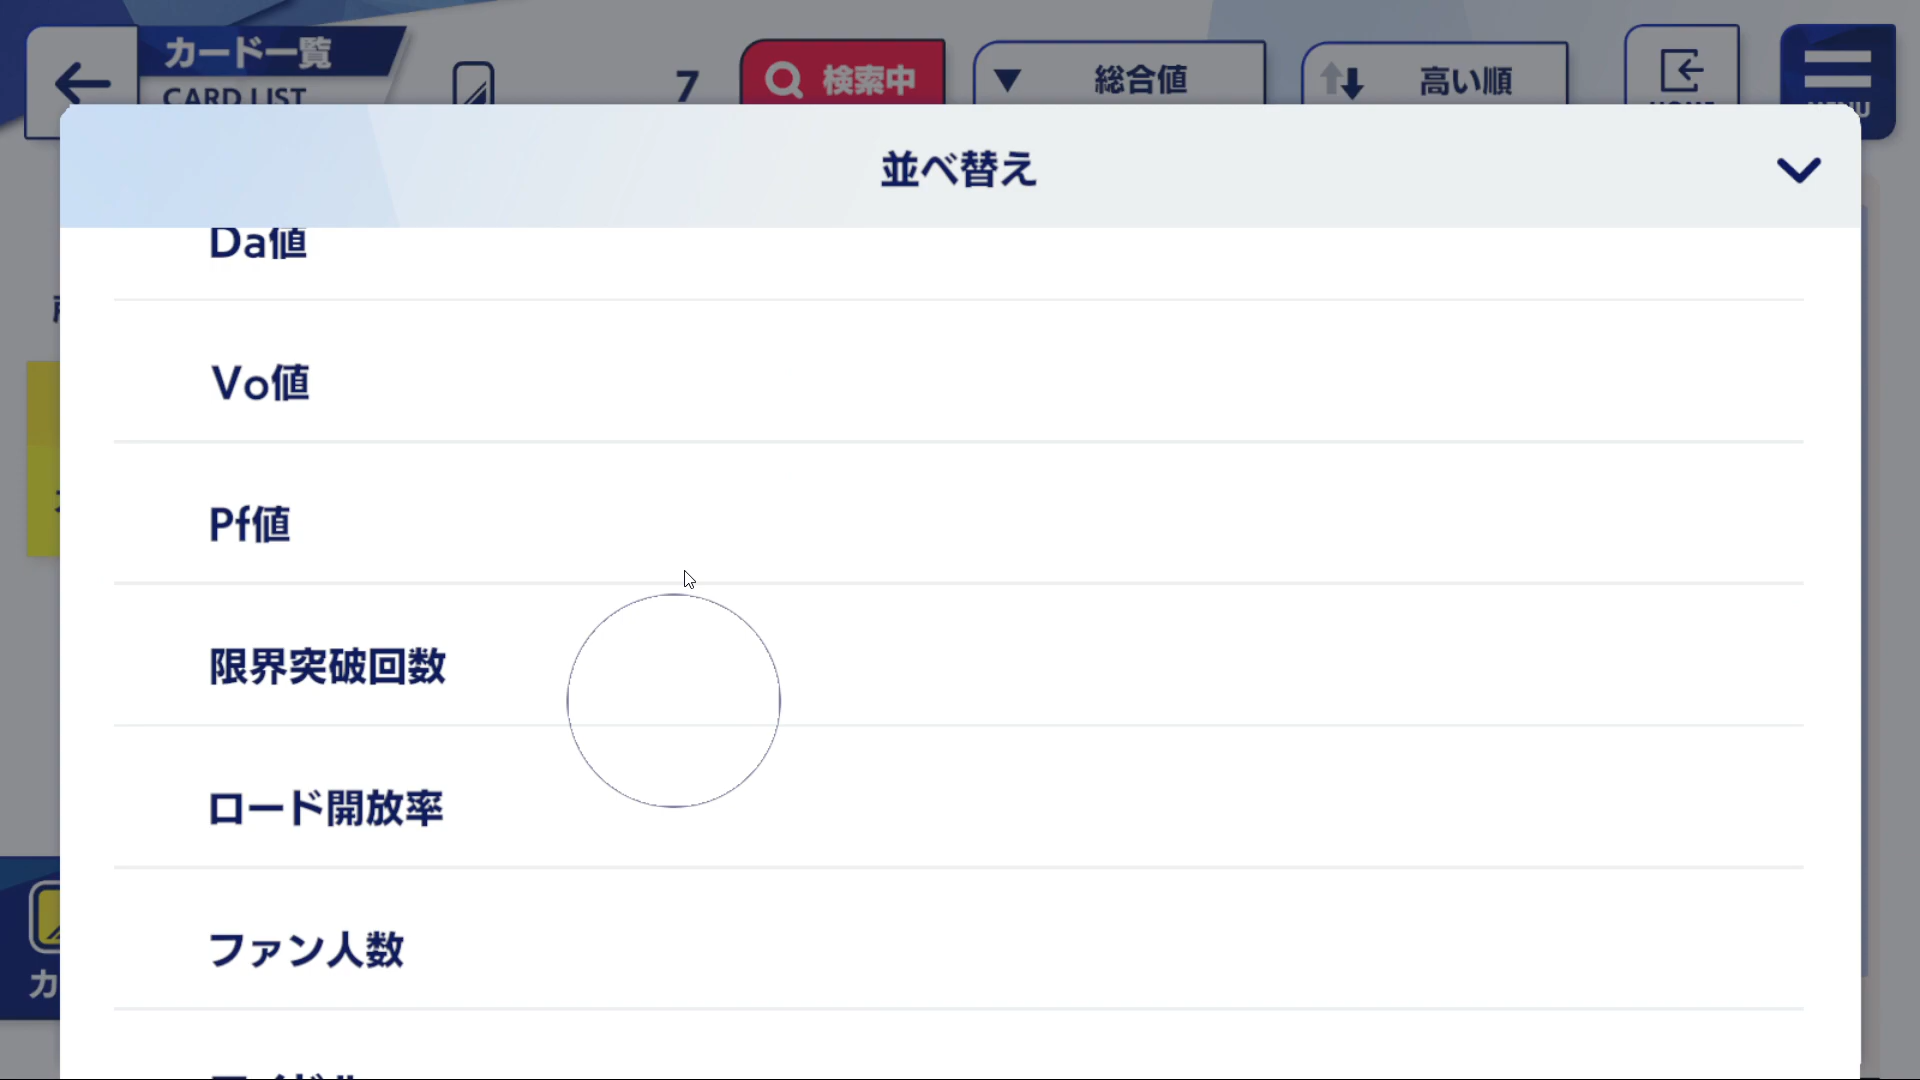 カード一覧
CARD LIST
7
検索中
総合値
高い順
並べ替え
Da値
Vo値
Pf値
限界突破回数
ロード開放率
ファン人数
カ